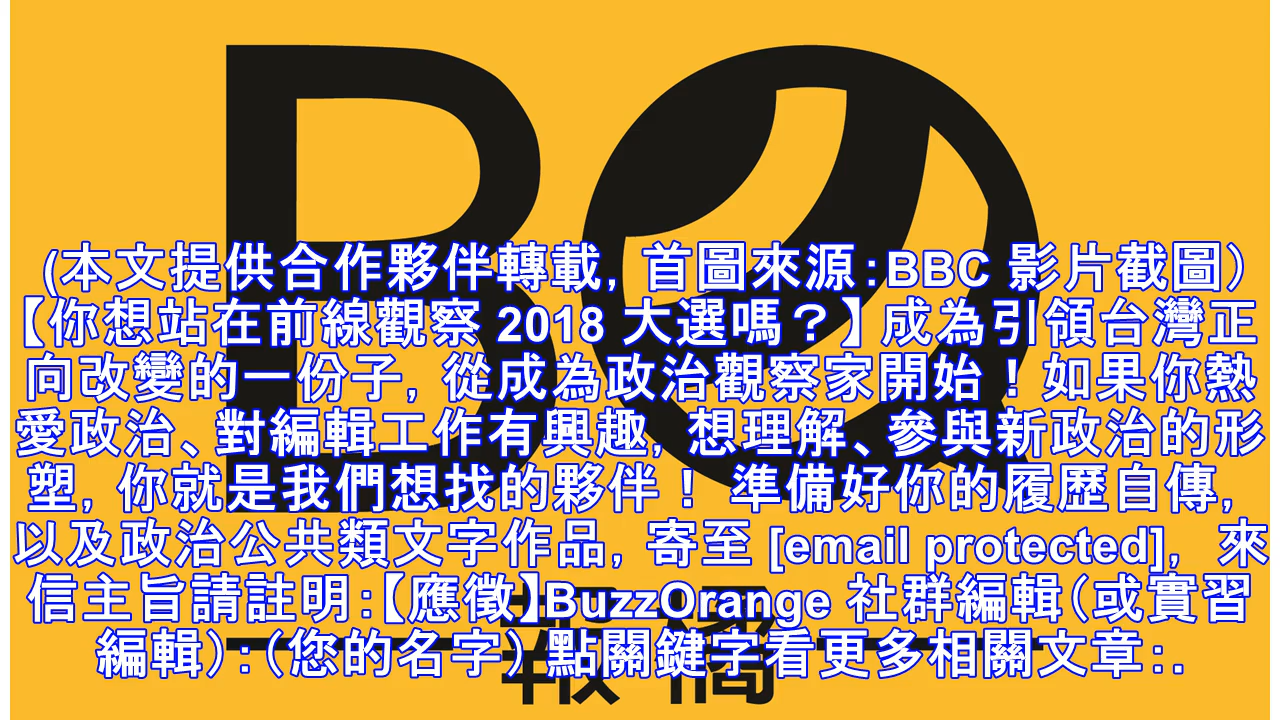 BO
(本文提供合作夥伴轉載, 首圖來源:BBC 影片截圖)
【你想站在前線觀察 2018 大選嗎?】成為引領台灣正
向改變的一份子, 從成為政治觀察家開始！如果你熱
愛政治、對編輯工作有興趣, 想理解、參與新政治的形
塑, 你就是我們想找的夥伴！ 準備好你的履歷自傳,
以及政治公共類文字作品, 寄至 [email protected], 來
信主旨請註明:【應徵】BuzzOrange 社群編輯(或實習
編輯):(您的名字) 點關鍵字看更多相關文章:.
報橘